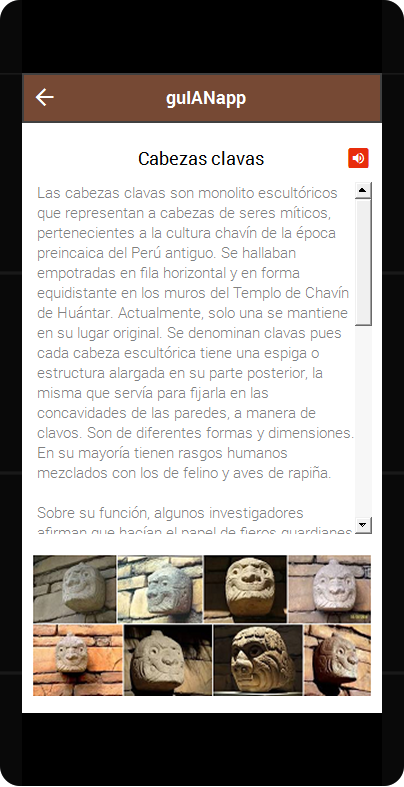 guIANapp
Cabezas clavas
Las cabezas clavas son monolito escultóricos
que representan a cabezas de seres míticos,
pertenecientes a la cultura chavín de la época
preincaica del Perú antiguo. Se hallaban
empotradas en fila horizontal y en forma
equidistante en los muros del Templo de Chavín
de Huántar. Actualmente, solo una se mantiene
en su lugar original. Se denominan clavas pues
cada cabeza escultórica tiene una espiga o
estructura alargada en su parte posterior, la
misma que servía para fijarla en las
concavidades de las paredes, a manera de
clavos. Son de diferentes formas y dimensiones.
En su mayoría tienen rasgos humanos
mezclados con los de felino y aves de rapiña.
Sobre su función, algunos investigadores
afirman que hacían el papel de fieros guardianes